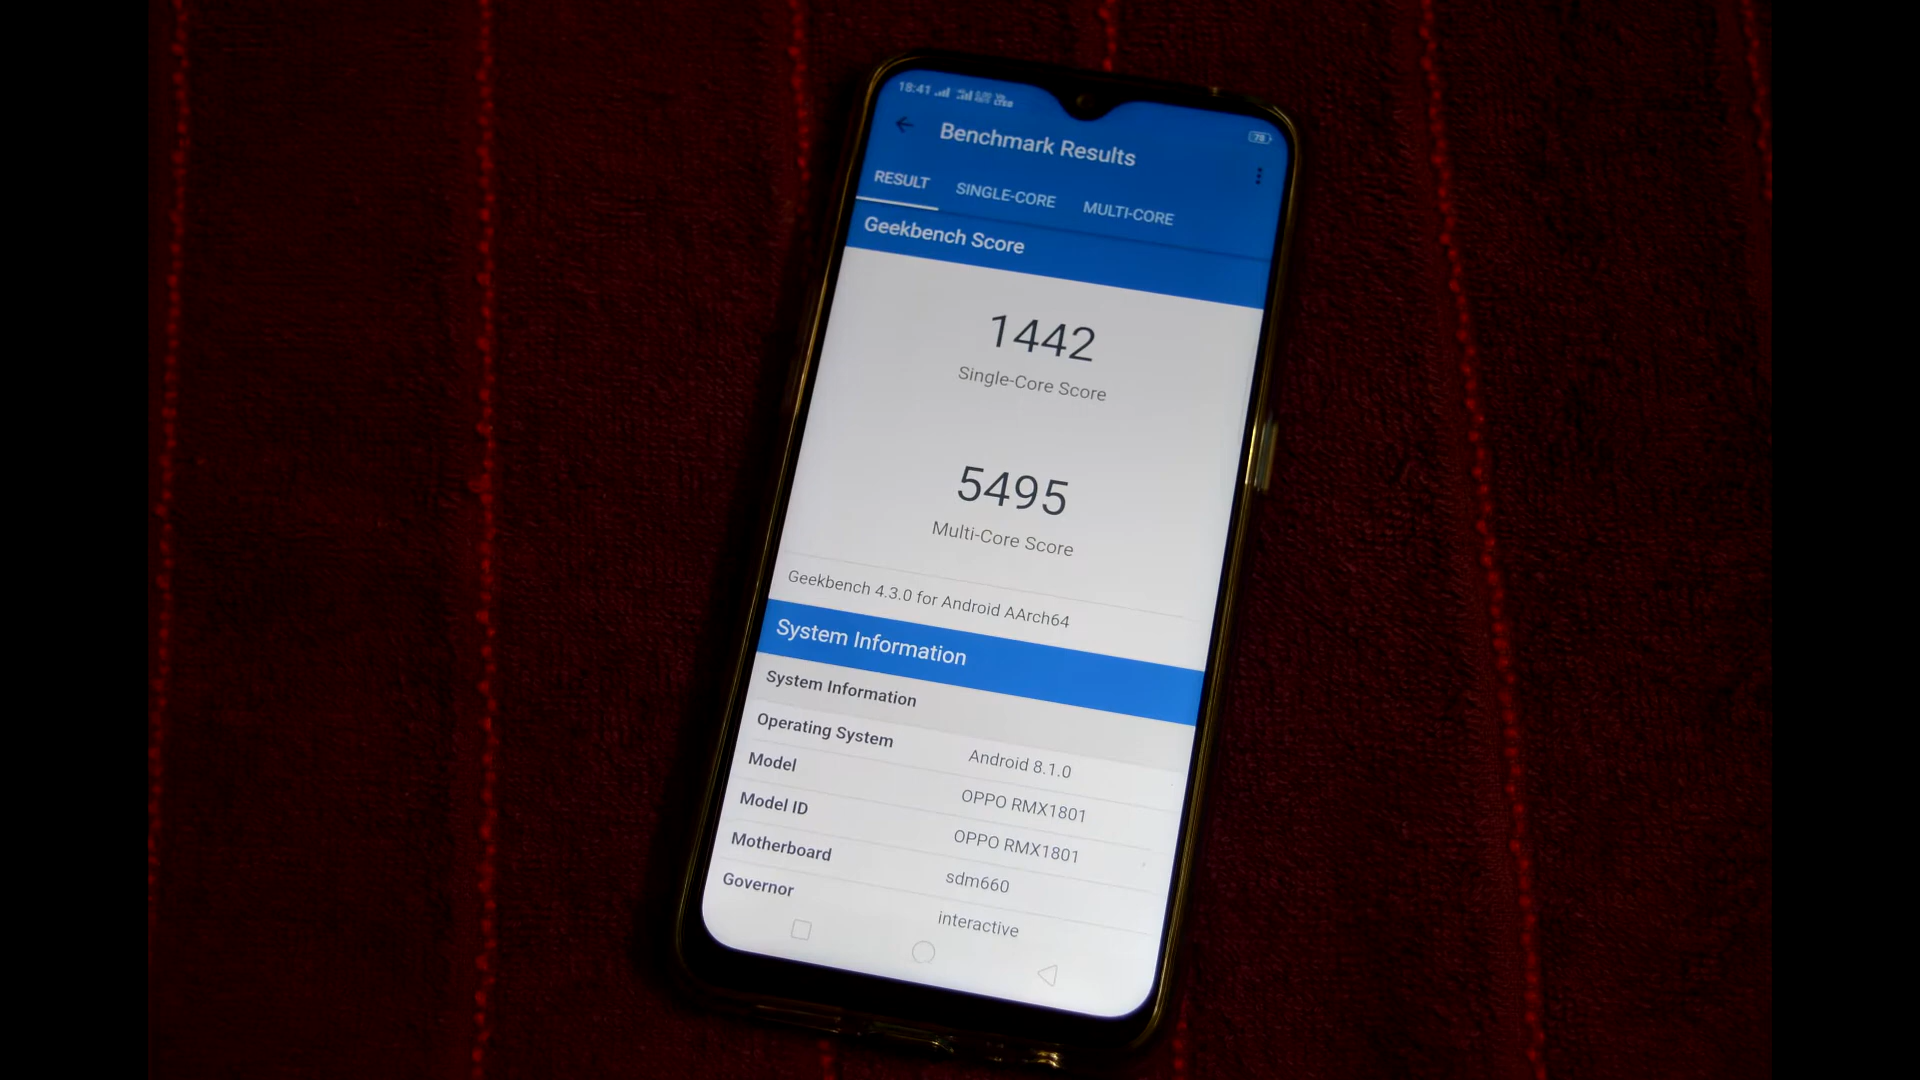 18:41
79
Benchmark Results
RESULT SINGLE-CORE MULTI-CORE
Geekbench Score
1442
Single-Core Score
5495
Multi-Core Score
Geekbench 4.3.0 for Android AArch64
System Information
System Information
Operating System Android 8.1.0
Model OPPO RMX1801
Model ID OPPO RMX1801
Motherboard sdm660
Governor interactive